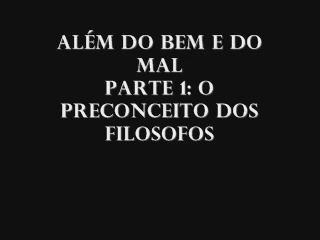 ALÉM DO BEM E DO
MAL
PARTE 1: O
PRECONCEITO DOS
FILOSOFOS